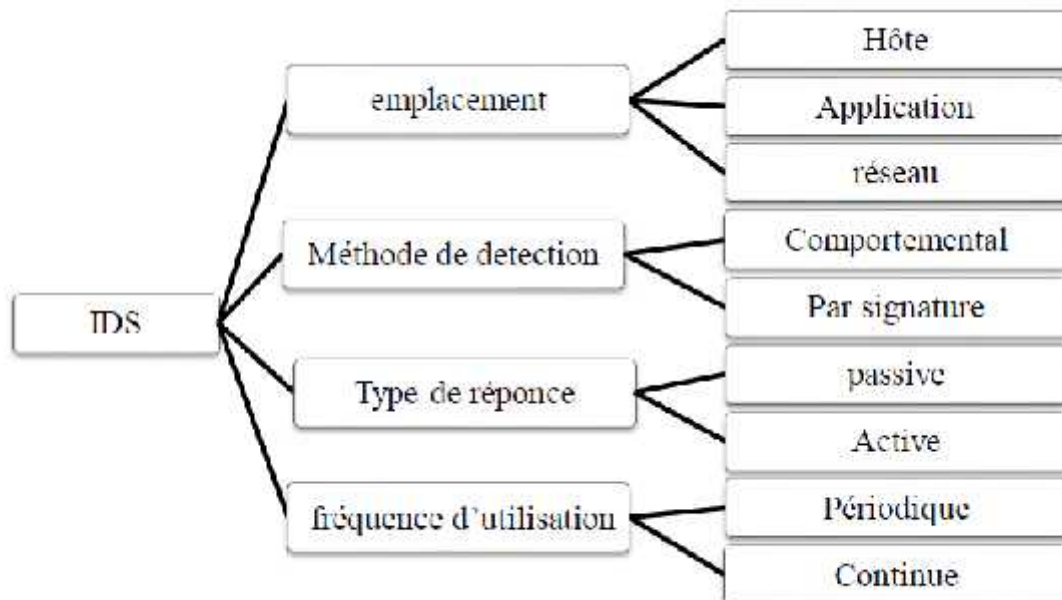 IDS
emplacement
Hôte
Application
réseau
Méthode de detection
Comportemental
Par signature
Type de réponce
passive
Active
fréquence d’utilisation
Périodique
Continue